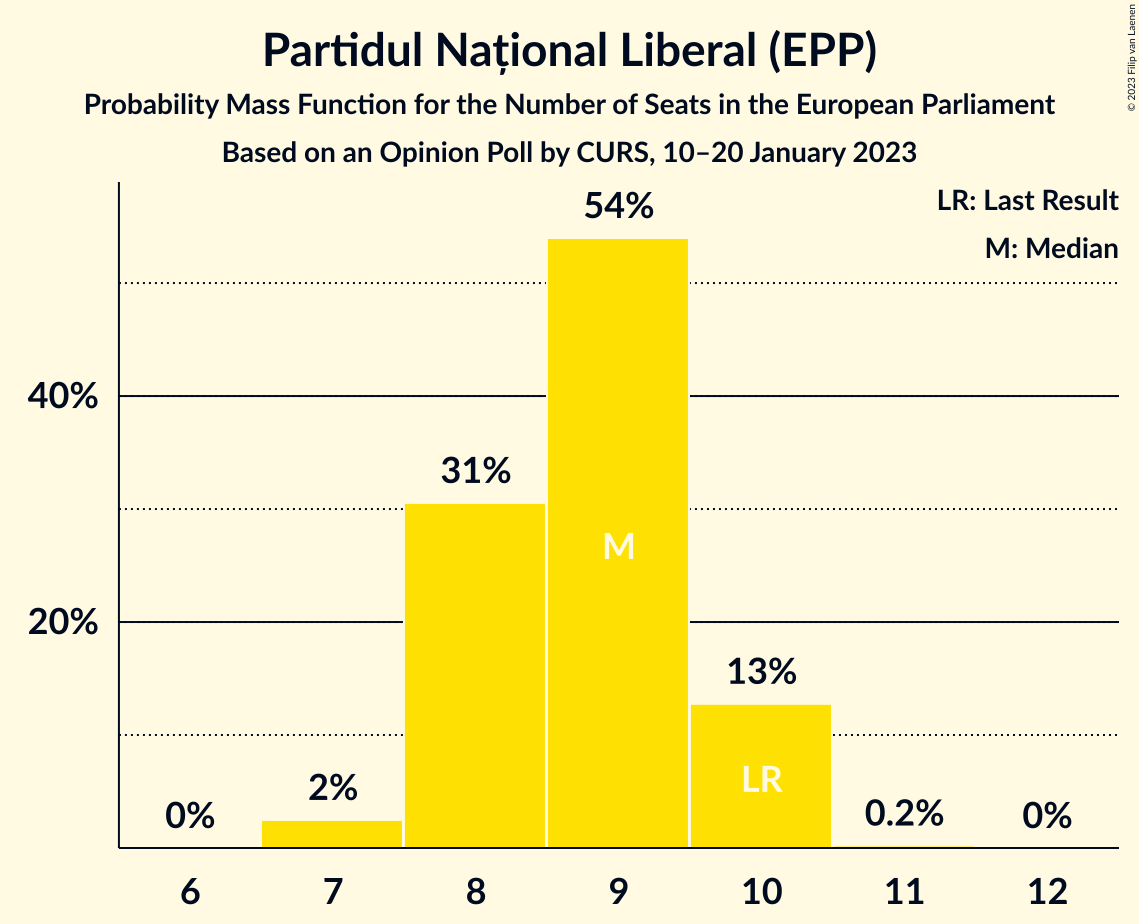 Partidul Național Liberal (EPP)
Probability Mass Function for the Number of Seats in the European Parliament
Based on an Opinion Poll by CURS, 10–20 January 2023
© 2023 Filip van Laenen
LR: Last Result
M: Median
54%
40%
31%
M
20%
13%
LR
2%
0%
0.2%
0%
6 7 8 9 10 11 12